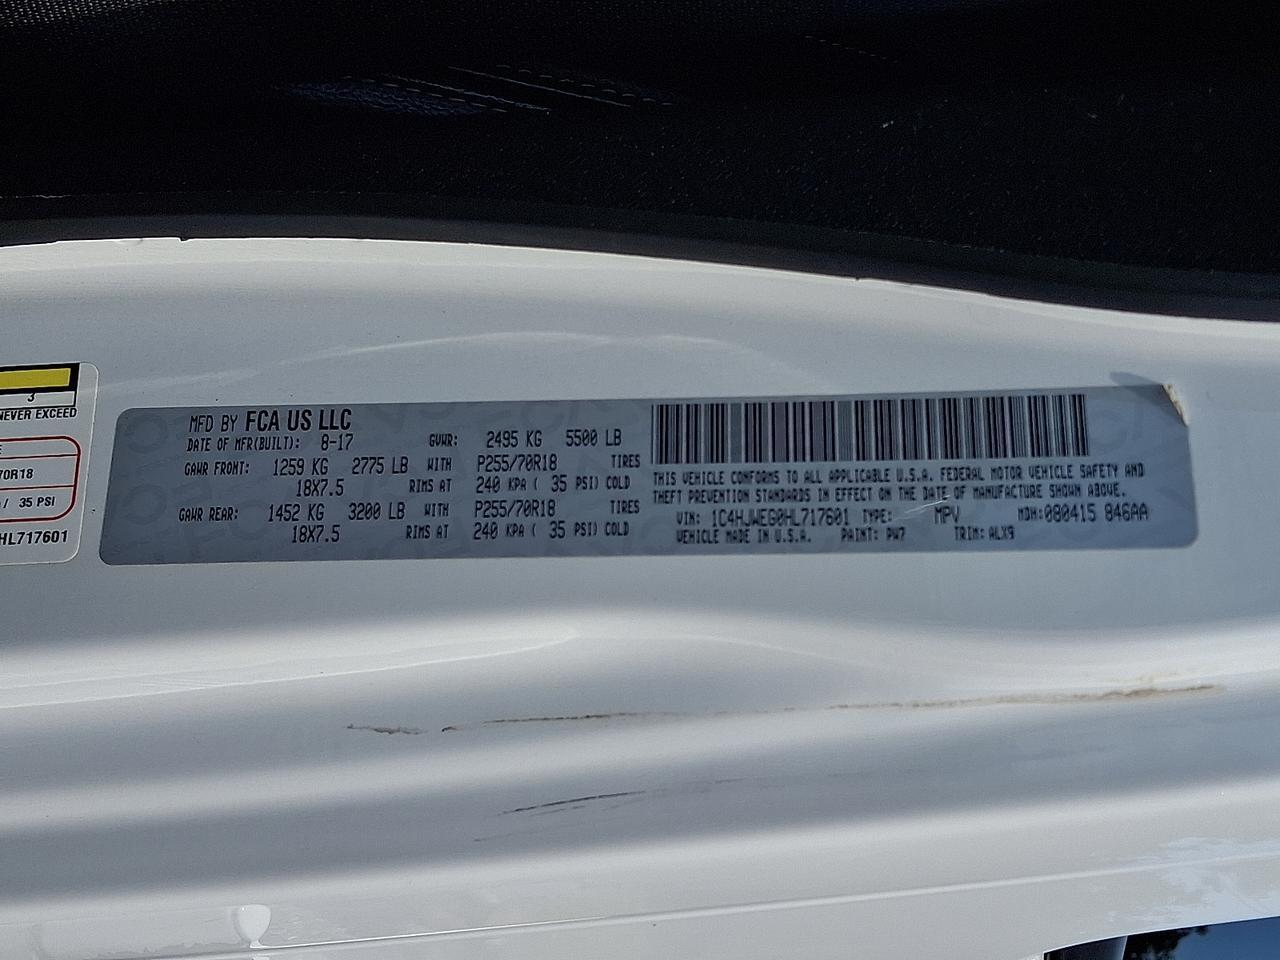 3
NEVER EXCEED
70R18
35 PSI
HL717601
MFD BY FCA US LLC
DATE OF MFR(BUILT): 8-17 GVWR: 2495 KG 5500 LB
GAWR FRONT: 1259 KG 2775 LB WITH P255/70R18 TIRES
18X7.5 RIMS AT 240 KPA ( 35 PSI) COLD
GAWR REAR: 1452 KG 3200 LB WITH P255/70R18 TIRES
18X7.5 RIMS AT 240 KPA ( 35 PSI) COLD
THIS VEHICLE CONFORMS TO ALL APPLICABLE U.S.A. FEDERAL MOTOR VEHICLE SAFETY AND
THEFT PREVENTION STANDARDS IN EFFECT ON THE DATE OF MANUFACTURE SHOWN ABOVE.
VIN: 1C4HJWEG0HL717601 TYPE: MPV MDH:080415 846AA
VEHICLE MADE IN U.S.A. PAINT: PW7 TRIM: ALX9